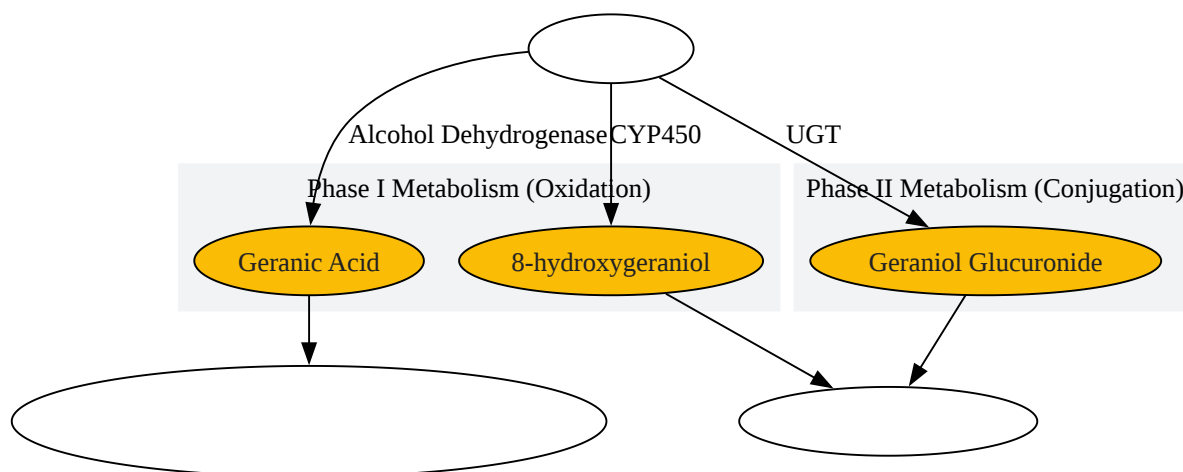 Alcohol Dehydrogenase
CYP450
UGT
Phase I Metabolism (Oxidation)
Phase II Metabolism (Conjugation)
Geranic Acid
8-hydroxygeraniol
Geraniol Glucuronide